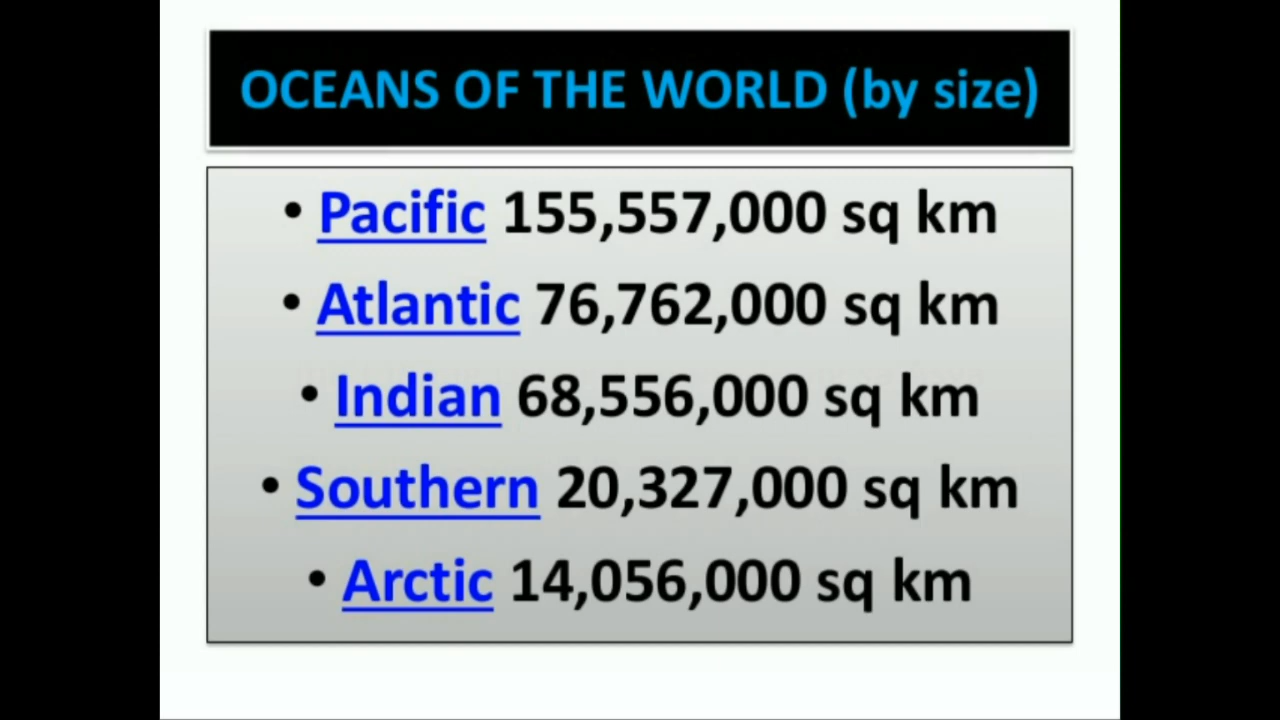 OCEANS OF THE WORLD (by size)
• Pacific 155,557,000 sq km
• Atlantic 76,762,000 sq km
• Indian 68,556,000 sq km
• Southern 20,327,000 sq km
• Arctic 14,056,000 sq km